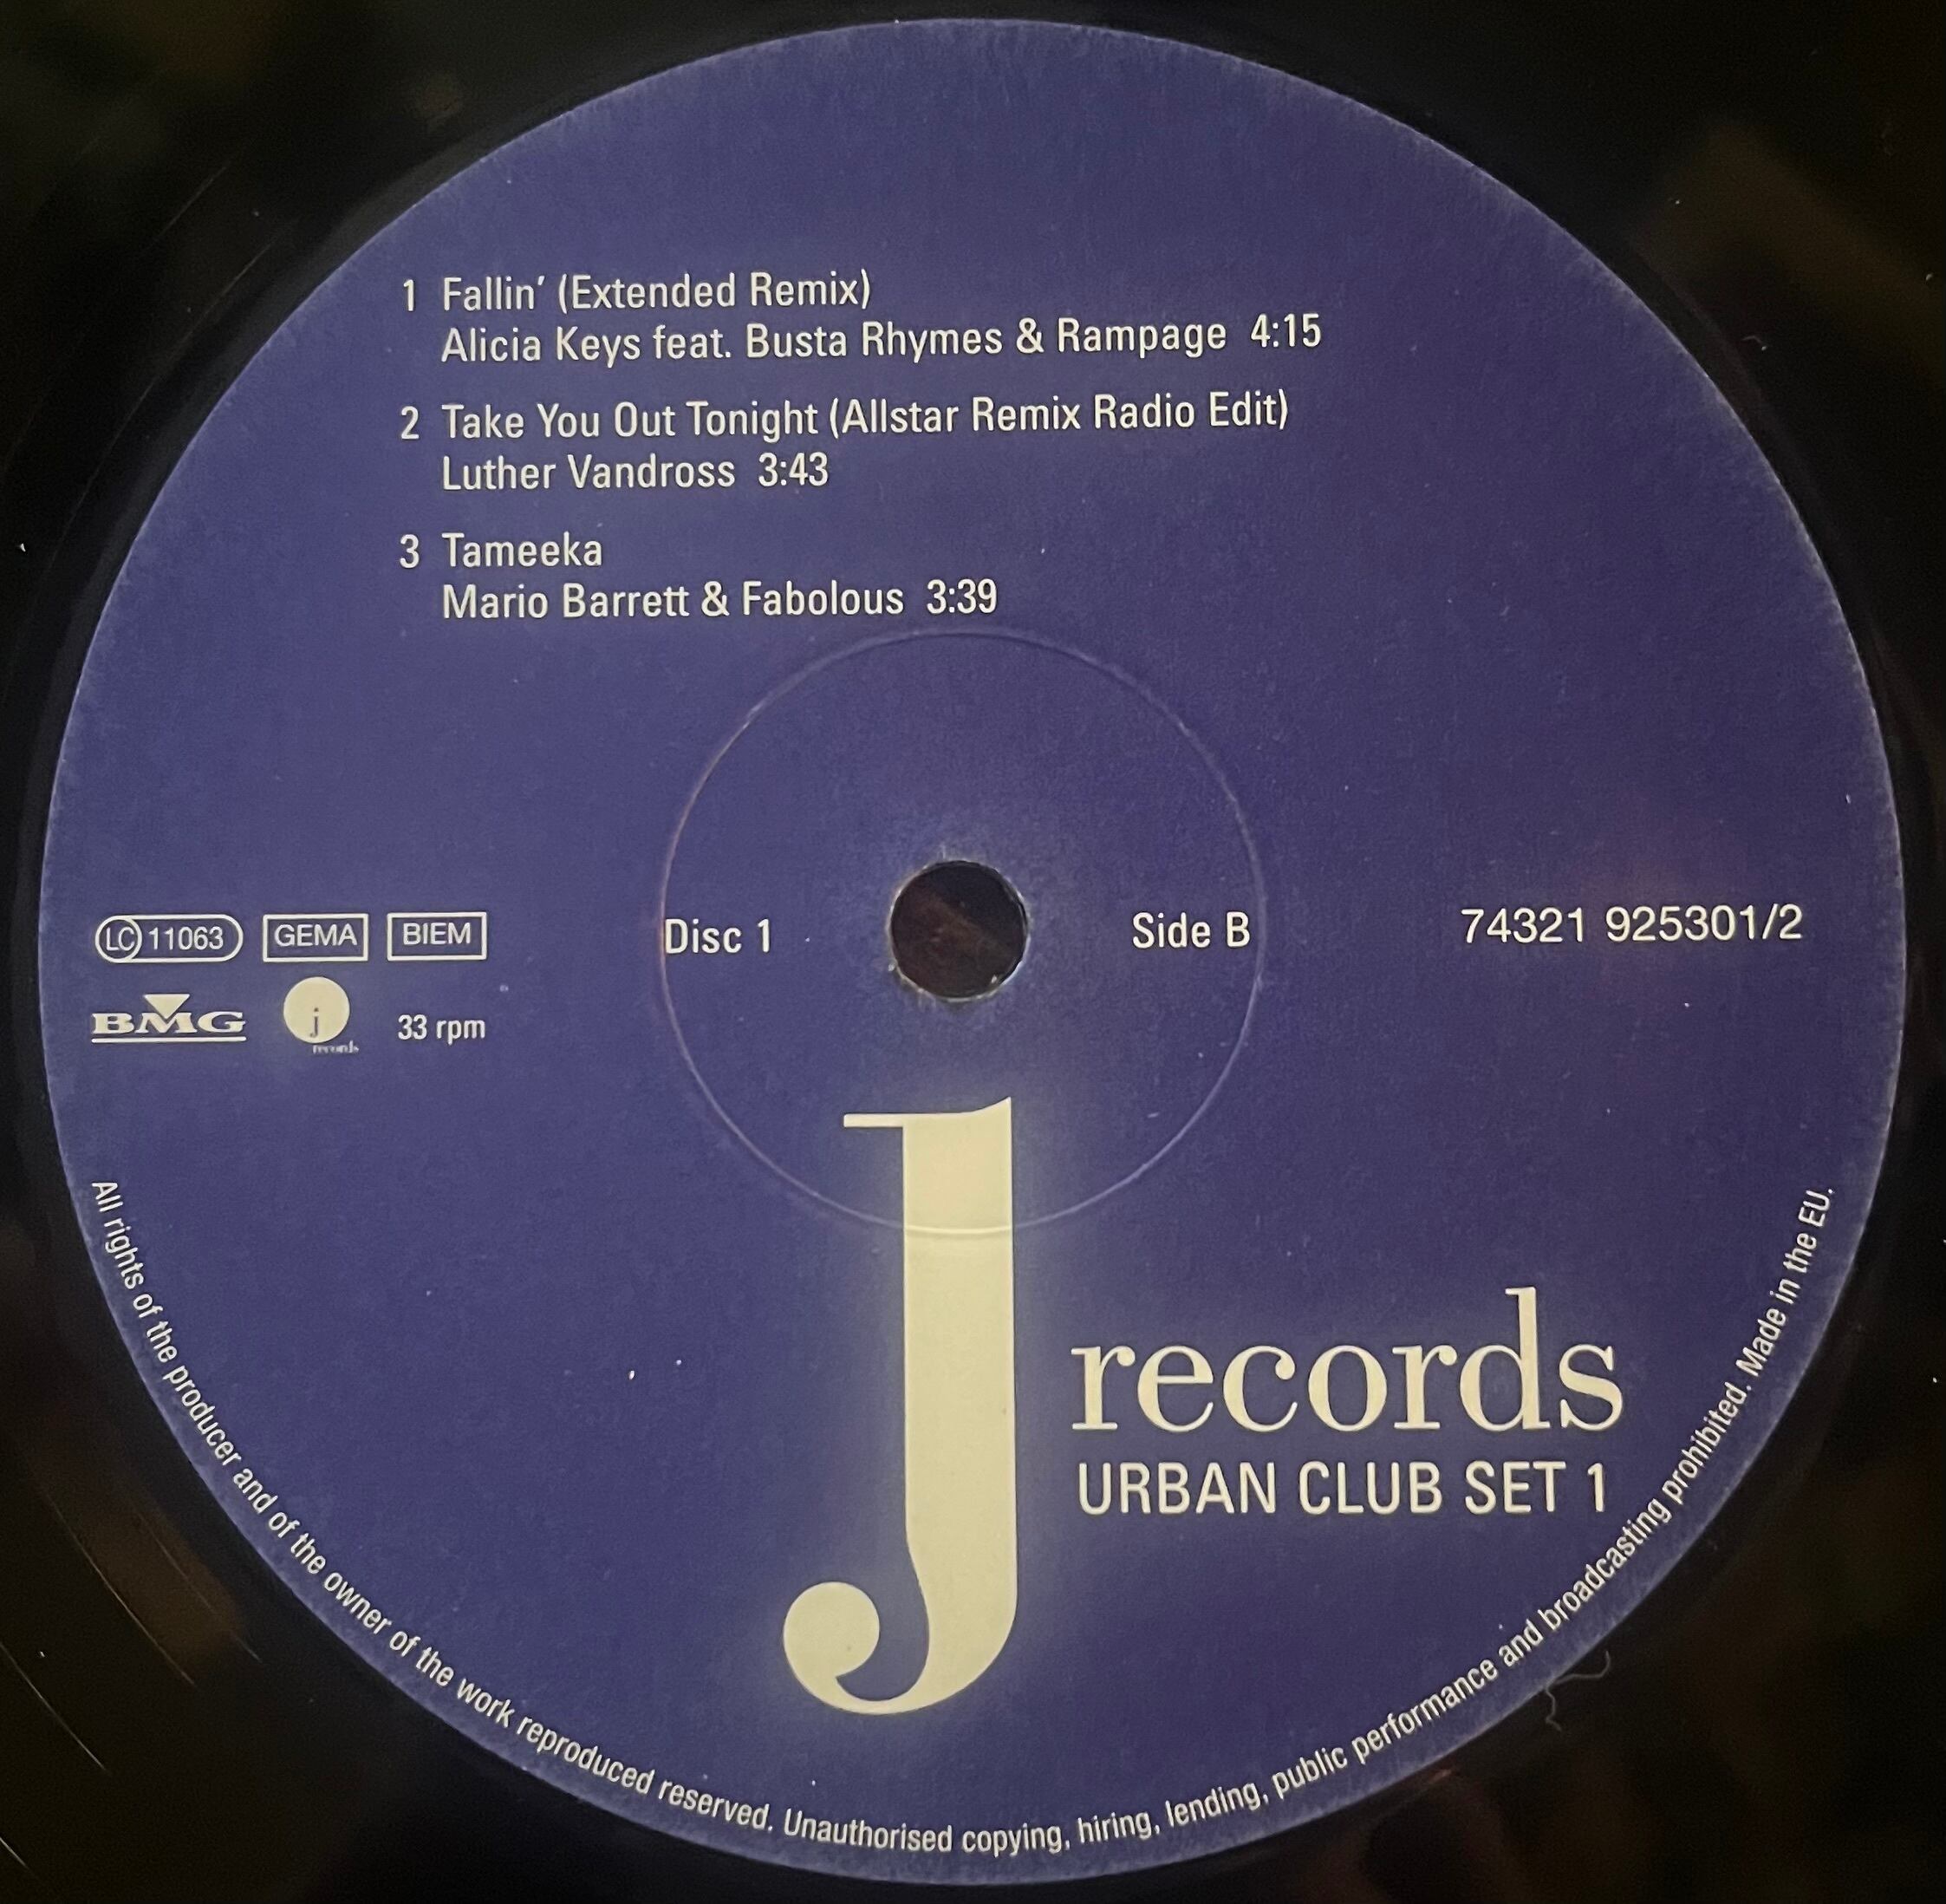 1 Fallin’ (Extended Remix)
Alicia Keys feat. Busta Rhymes & Rampage 4:15
2 Take You Out Tonight (Allstar Remix Radio Edit)
Luther Vandross 3:43
3 Tameeka
Mario Barrett & Fabolous 3:39
LC 11063 GEMA BIEM
Disc 1
Side B
74321 925301/2
BMG j records 33 rpm
j records
URBAN CLUB SET 1
All rights of the producer and of the owner of the work reproduced reserved. Unauthorised copying, hiring, lending, public performance and broadcasting prohibited. Made in the EU.